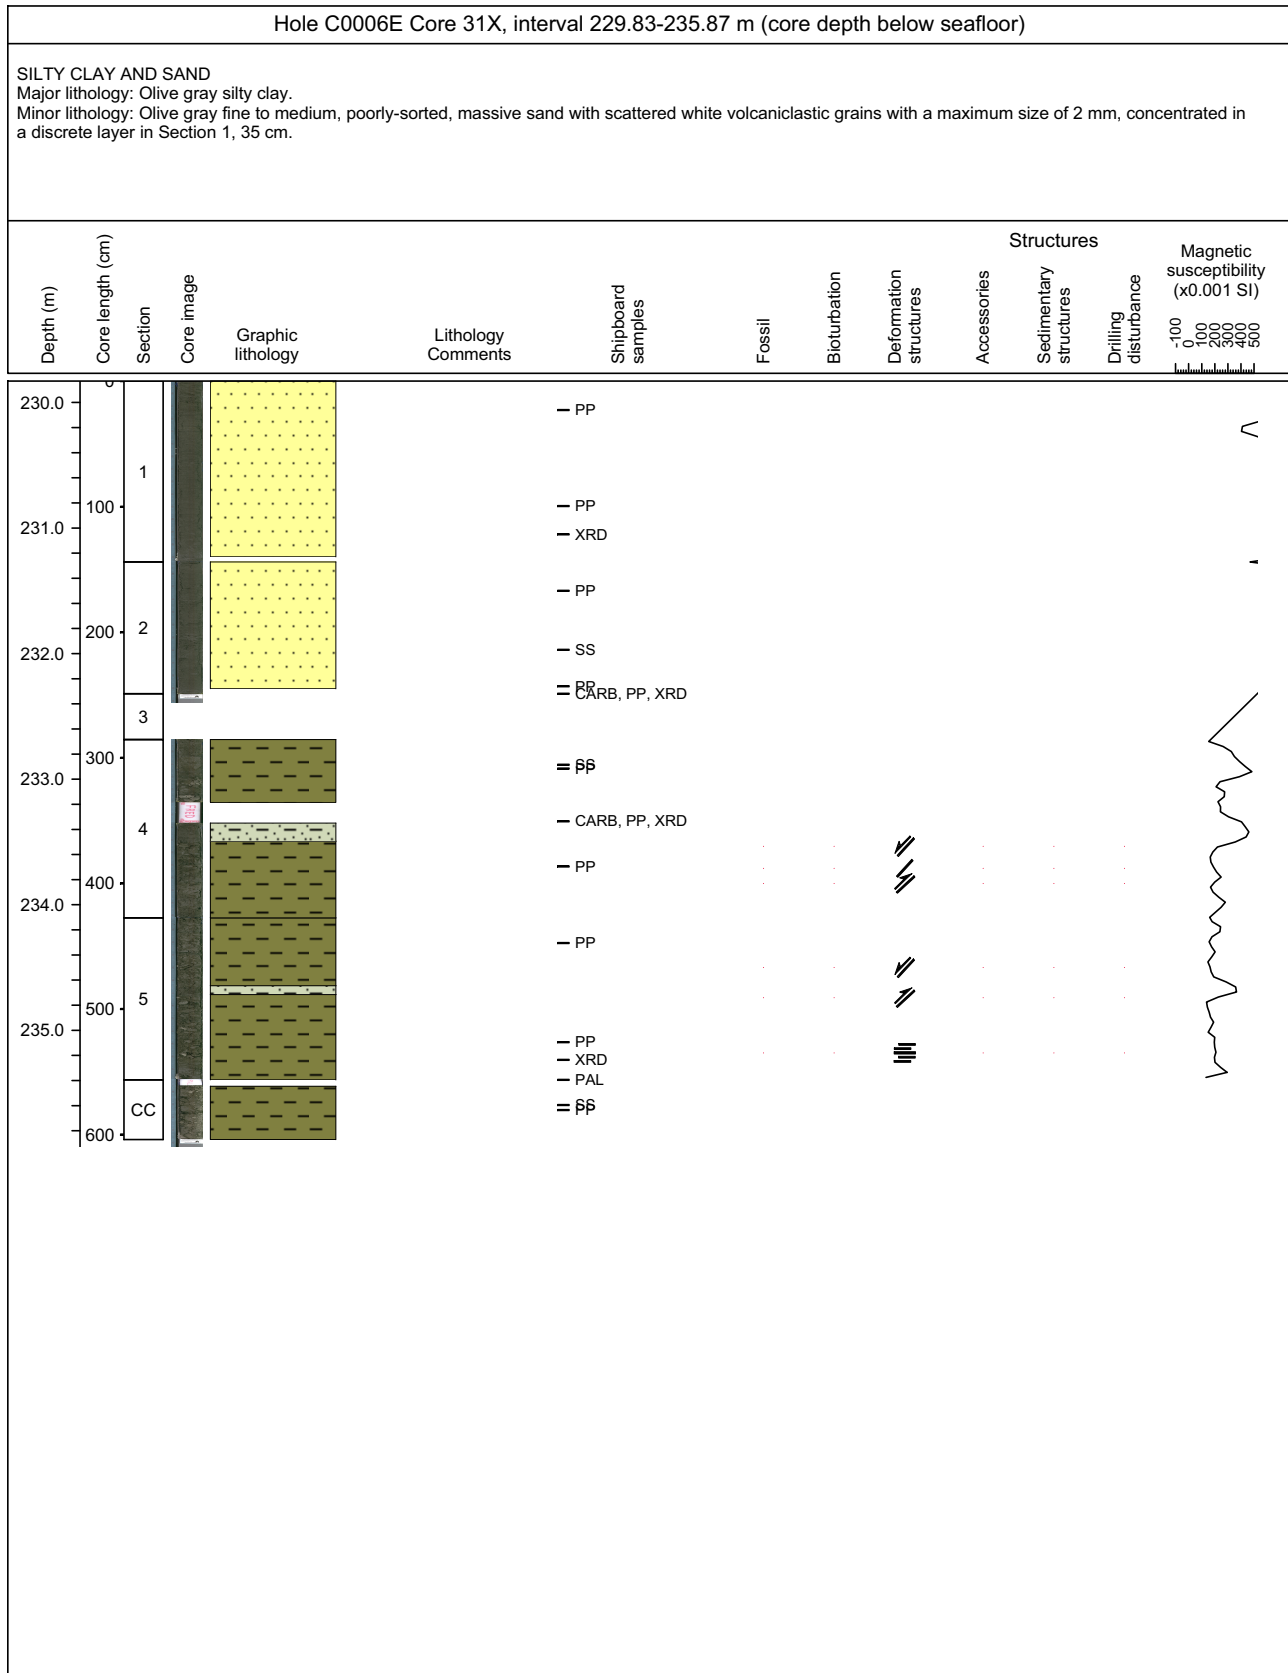 Hole C0006E Core 31X, interval 229.83-235.87 m (core depth below seafloor)
SILTY CLAY AND SAND
Major lithology: Olive gray silty clay.
Minor lithology: Olive gray fine to medium, poorly-sorted, massive sand with scattered white volcaniclastic grains with a maximum size of 2 mm, concentrated in
a discrete layer in Section 1, 35 cm.
Depth (m)
Core length (cm)
Section
Core image
Graphic
lithology
Lithology
Comments
Shipboard
samples
Fossil
Bioturbation
Structures
Deformation
structures
Accessories
Sedimentary
structures
Drilling
disturbance
Magnetic
susceptibility
(x0.001 SI)
-100
0
100
200
300
400
500
0
230.0
PP
1
100
PP
231.0
XRD
PP
2
200
SS
232.0
PP
CARB, PP, XRD
3
300
SS
PP
233.0
CARB, PP, XRD
4
PP
400
234.0
PP
5
500
235.0
PP
XRD
PAL
CC
SS
PP
600